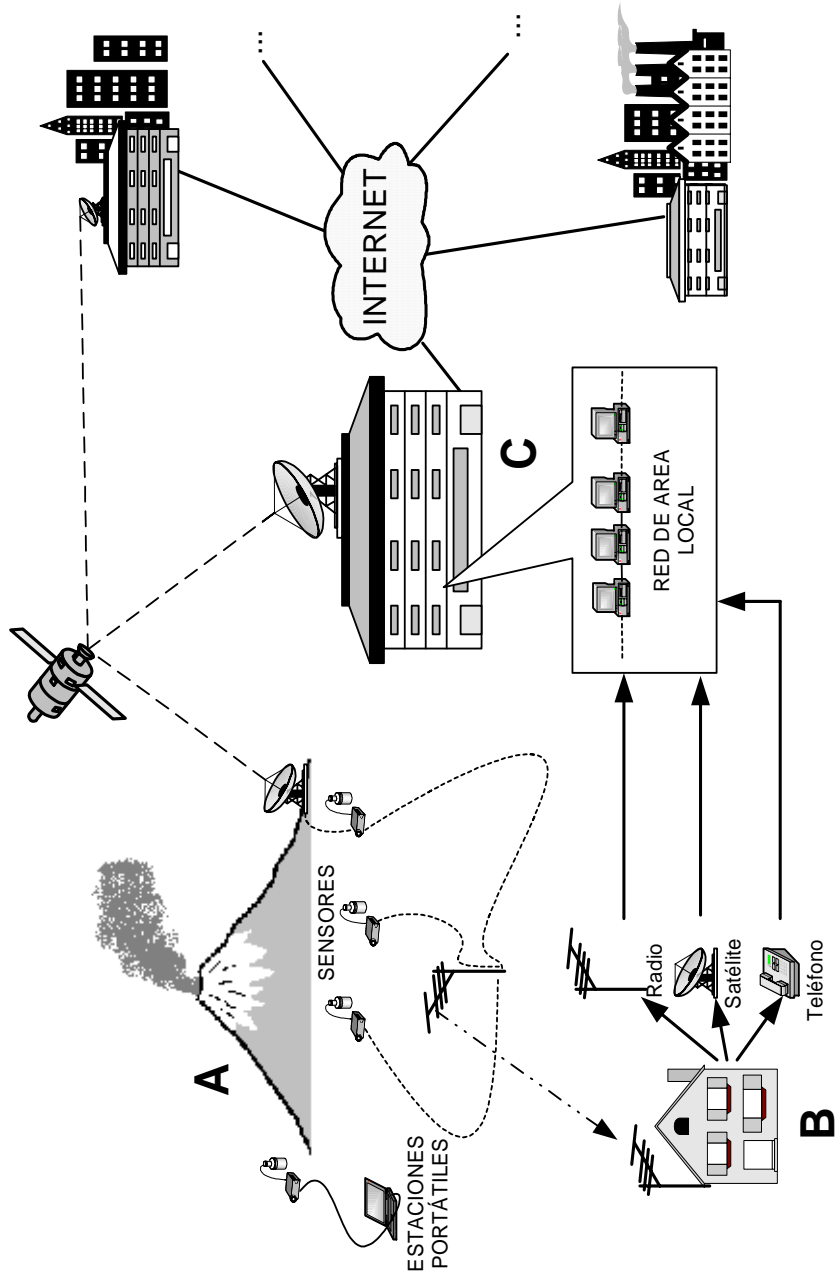 A
SENSORES
ESTACIONES
PORTÁTILES
B
Radio
Satélite
Teléfono
C
RED DE AREA
LOCAL
INTERNET
...
...